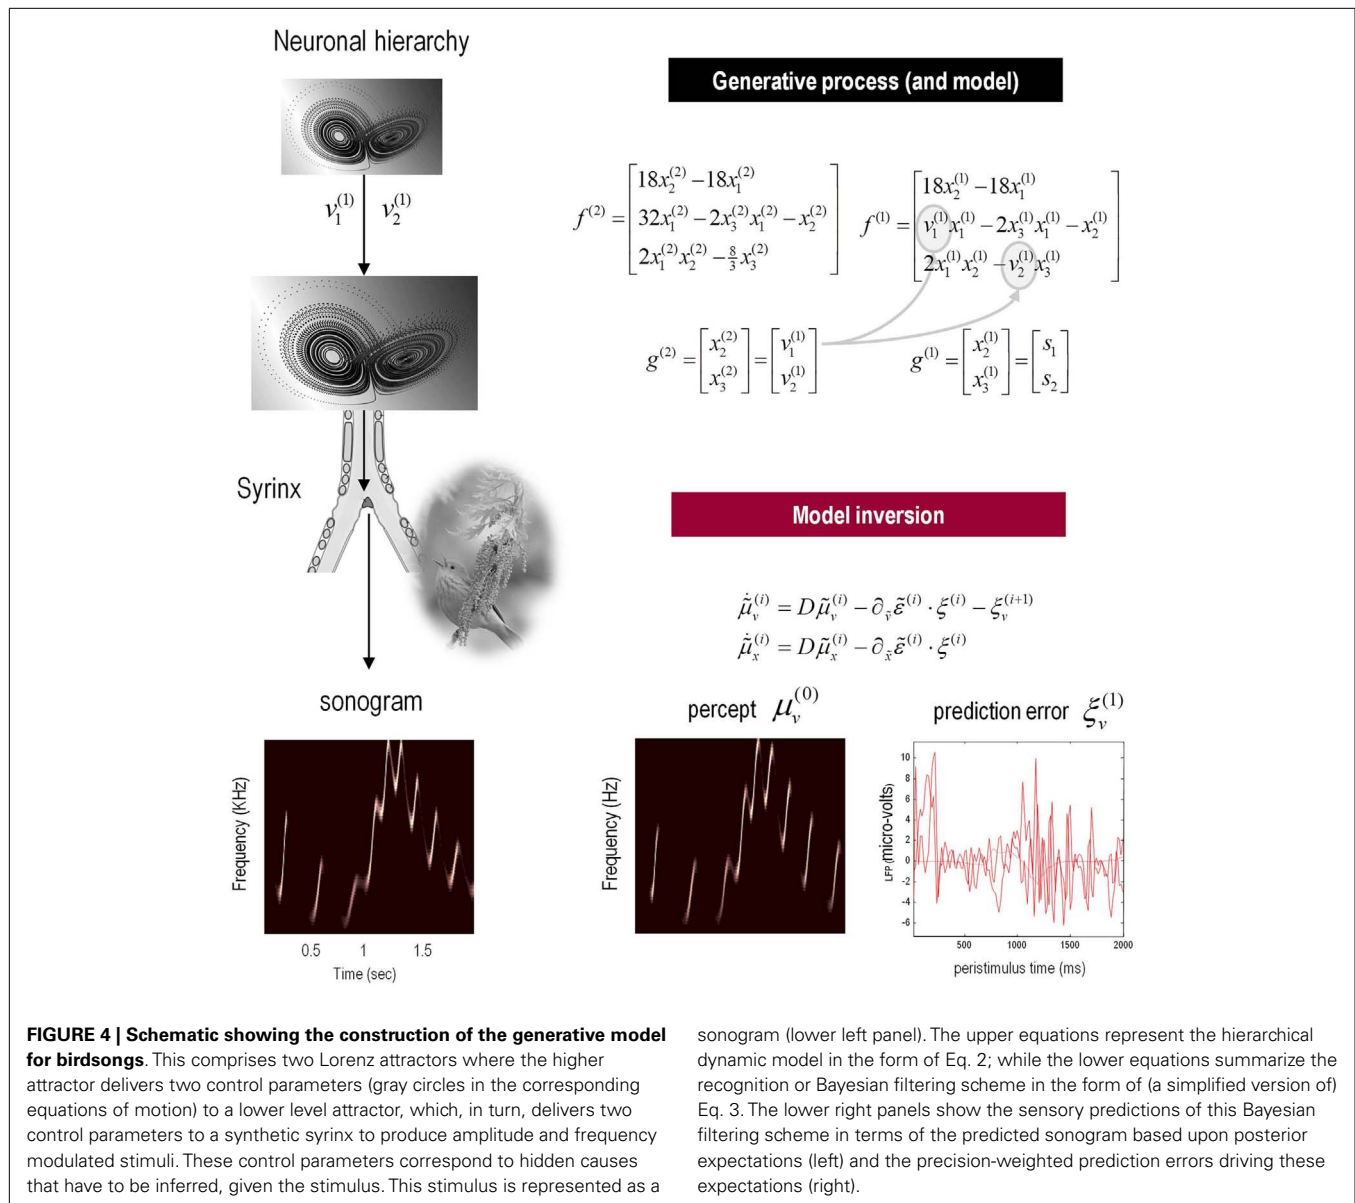 Neuronal hierarchy
v₁⁽¹⁾ v₂⁽¹⁾
Syrinx
sonogram
Frequency (KHz)
0.5 1 1.5
Time (sec)
Generative process (and model)
f⁽²⁾ = [18x₂⁽²⁾ − 18x₁⁽²⁾
32x₁⁽²⁾ − 2x₃⁽²⁾x₁⁽²⁾ − x₂⁽²⁾
2x₁⁽²⁾x₂⁽²⁾ − 8/3 x₃⁽²⁾]
f⁽¹⁾ = [18x₂⁽¹⁾ − 18x₁⁽¹⁾
v₁⁽¹⁾x₁⁽¹⁾ − 2x₃⁽¹⁾x₁⁽¹⁾ − x₂⁽¹⁾
2x₁⁽¹⁾x₂⁽¹⁾ − v₂⁽¹⁾x₃⁽¹⁾]
g⁽²⁾ = [x₂⁽²⁾ x₃⁽²⁾] = [v₁⁽¹⁾ v₂⁽¹⁾]
g⁽¹⁾ = [x₂⁽¹⁾ x₃⁽¹⁾] = [s₁ s₂]
Model inversion
μ̃̇ᵥ⁽ⁱ⁾ = Dμ̃ᵥ⁽ⁱ⁾ − ∂_ṽ ε̃⁽ⁱ⁾ · ξ⁽ⁱ⁾ − ξᵥ⁽ⁱ⁺¹⁾
μ̃̇ₓ⁽ⁱ⁾ = Dμ̃ₓ⁽ⁱ⁾ − ∂_x̃ ε̃⁽ⁱ⁾ · ξ⁽ⁱ⁾
percept μᵥ⁽⁰⁾
Frequency (Hz)
prediction error ξᵥ⁽¹⁾
LFP (micro-volts)
10
8
6
4
2
0
-2
-4
-6
500 1000 1500 2000
peristimulus time (ms)
FIGURE 4 | Schematic showing the construction of the generative model
for birdsongs. This comprises two Lorenz attractors where the higher
attractor delivers two control parameters (gray circles in the corresponding
equations of motion) to a lower level attractor, which, in turn, delivers two
control parameters to a synthetic syrinx to produce amplitude and frequency
modulated stimuli. These control parameters correspond to hidden causes
that have to be inferred, given the stimulus. This stimulus is represented as a
sonogram (lower left panel). The upper equations represent the hierarchical
dynamic model in the form of Eq. 2; while the lower equations summarize the
recognition or Bayesian filtering scheme in the form of (a simplified version of)
Eq. 3. The lower right panels show the sensory predictions of this Bayesian
filtering scheme in terms of the predicted sonogram based upon posterior
expectations (left) and the precision-weighted prediction errors driving these
expectations (right).